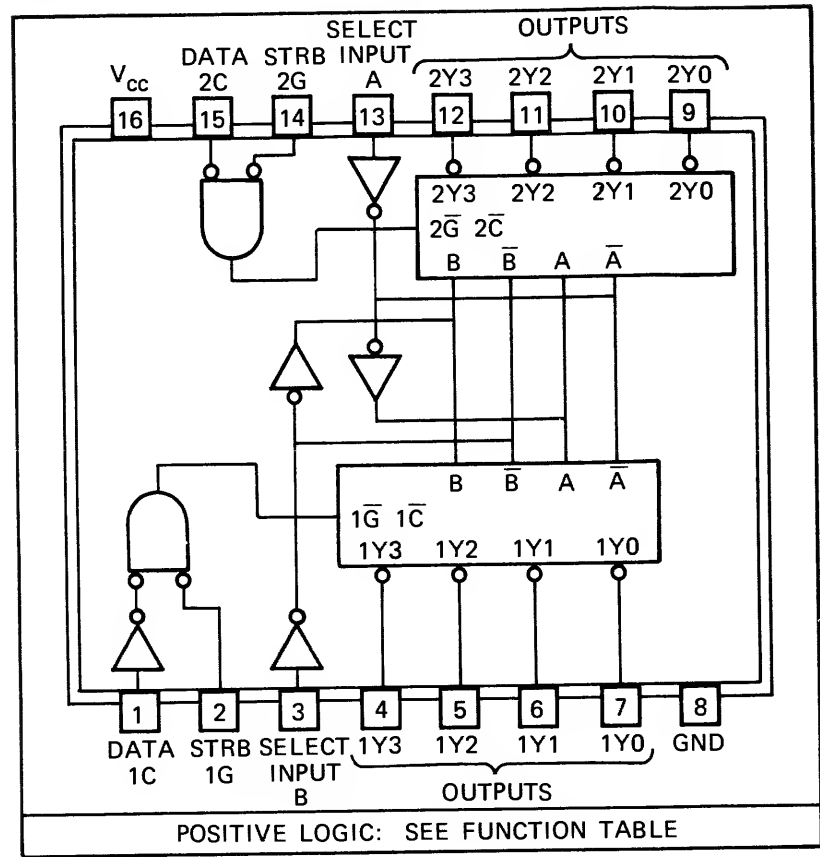 SELECT OUTPUTS
DATA STRB INPUT
V_CC 2C 2G A 2Y3 2Y2 2Y1 2Y0
16 15 14 13 12 11 10 9
2Y3 2Y2 2Y1 2Y0
2G̅ 2C̅
B B̅ A A̅
B B̅ A A̅
1G̅ 1C̅
1Y3 1Y2 1Y1 1Y0
1 2 3 4 5 6 7 8
DATA STRB SELECT 1Y3 1Y2 1Y1 1Y0 GND
1C 1G INPUT
B OUTPUTS
POSITIVE LOGIC: SEE FUNCTION TABLE